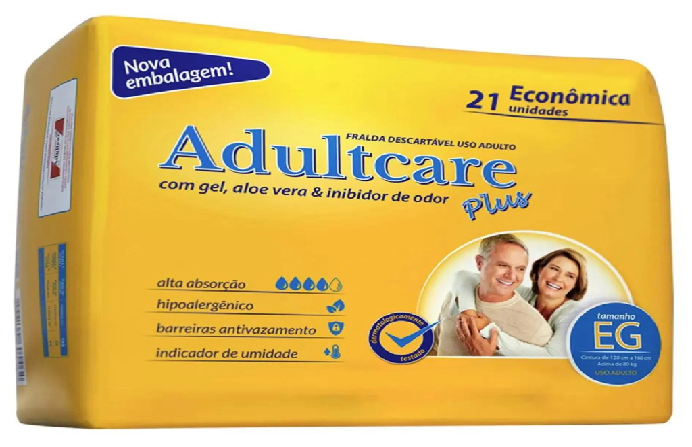 Nova
embalagem!
21 Econômica
unidades
FRALDA DESCARTÁVEL USO ADULTO
Adultcare
Plus
com gel, aloe vera & inibidor de odor
alta absorção
hipoalergênico
barreiras antivazamento
indicador de umidade
dermatologicamente
testado
tamanho
EG
Cintura de 120 cm a 160 cm
Acima de 80 kg
USO ADULTO